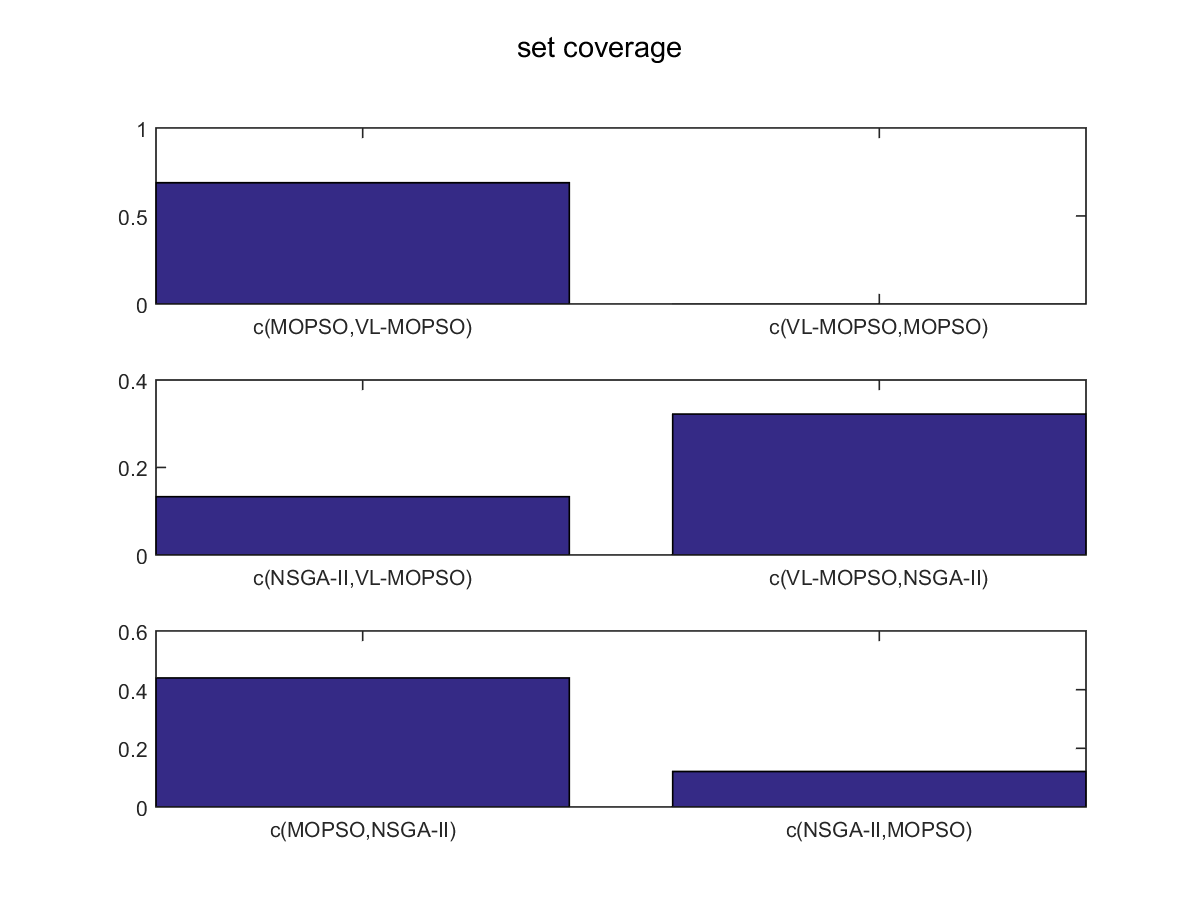 set coverage
1
0.5
0
c(MOPSO,VL-MOPSO) c(VL-MOPSO,MOPSO)
0.4
0.2
0
c(NSGA-II,VL-MOPSO) c(VL-MOPSO,NSGA-II)
0.6
0.4
0.2
0
c(MOPSO,NSGA-II) c(NSGA-II,MOPSO)